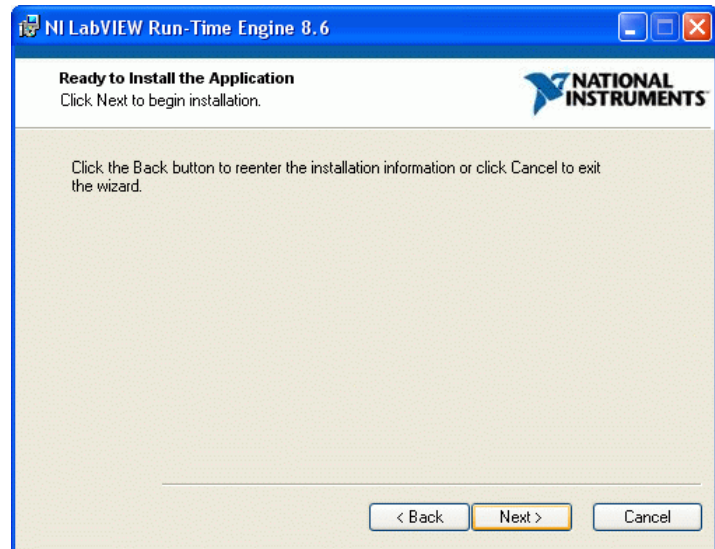 NI LabVIEW Run-Time Engine 8.6
Ready to Install the Application
Click Next to begin installation.
NATIONAL
INSTRUMENTS
Click the Back button to reenter the installation information or click Cancel to exit
the wizard.
< Back
Next >
Cancel